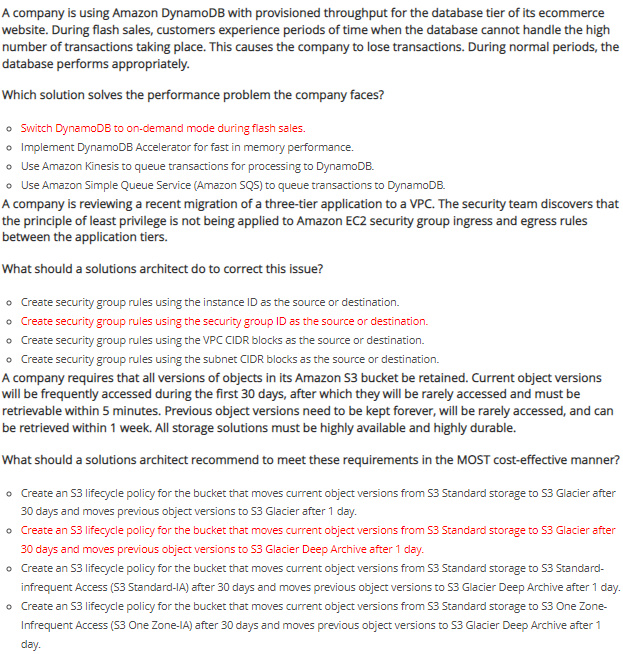 A company is using Amazon DynamoDB with provisioned throughput for the database tier of its ecommerce
website. During flash sales, customers experience periods of time when the database cannot handle the high
number of transactions taking place. This causes the company to lose transactions. During normal periods, the
database performs appropriately.
Which solution solves the performance problem the company faces?
○ Switch DynamoDB to on-demand mode during flash sales.
○ Implement DynamoDB Accelerator for fast in memory performance.
○ Use Amazon Kinesis to queue transactions for processing to DynamoDB.
○ Use Amazon Simple Queue Service (Amazon SQS) to queue transactions to DynamoDB.
A company is reviewing a recent migration of a three-tier application to a VPC. The security team discovers that
the principle of least privilege is not being applied to Amazon EC2 security group ingress and egress rules
between the application tiers.
What should a solutions architect do to correct this issue?
○ Create security group rules using the instance ID as the source or destination.
○ Create security group rules using the security group ID as the source or destination.
○ Create security group rules using the VPC CIDR blocks as the source or destination.
○ Create security group rules using the subnet CIDR blocks as the source or destination.
A company requires that all versions of objects in its Amazon S3 bucket be retained. Current object versions
will be frequently accessed during the first 30 days, after which they will be rarely accessed and must be
retrievable within 5 minutes. Previous object versions need to be kept forever, will be rarely accessed, and can
be retrieved within 1 week. All storage solutions must be highly available and highly durable.
What should a solutions architect recommend to meet these requirements in the MOST cost-effective manner?
○ Create an S3 lifecycle policy for the bucket that moves current object versions from S3 Standard storage to S3 Glacier after
30 days and moves previous object versions to S3 Glacier after 1 day.
○ Create an S3 lifecycle policy for the bucket that moves current object versions from S3 Standard storage to S3 Glacier after
30 days and moves previous object versions to S3 Glacier Deep Archive after 1 day.
○ Create an S3 lifecycle policy for the bucket that moves current object versions from S3 Standard storage to S3 Standard-
infrequent Access (S3 Standard-IA) after 30 days and moves previous object versions to S3 Glacier Deep Archive after 1 day.
○ Create an S3 lifecycle policy for the bucket that moves current object versions from S3 Standard storage to S3 One Zone-
Infrequent Access (S3 One Zone-IA) after 30 days and moves previous object versions to S3 Glacier Deep Archive after 1
day.